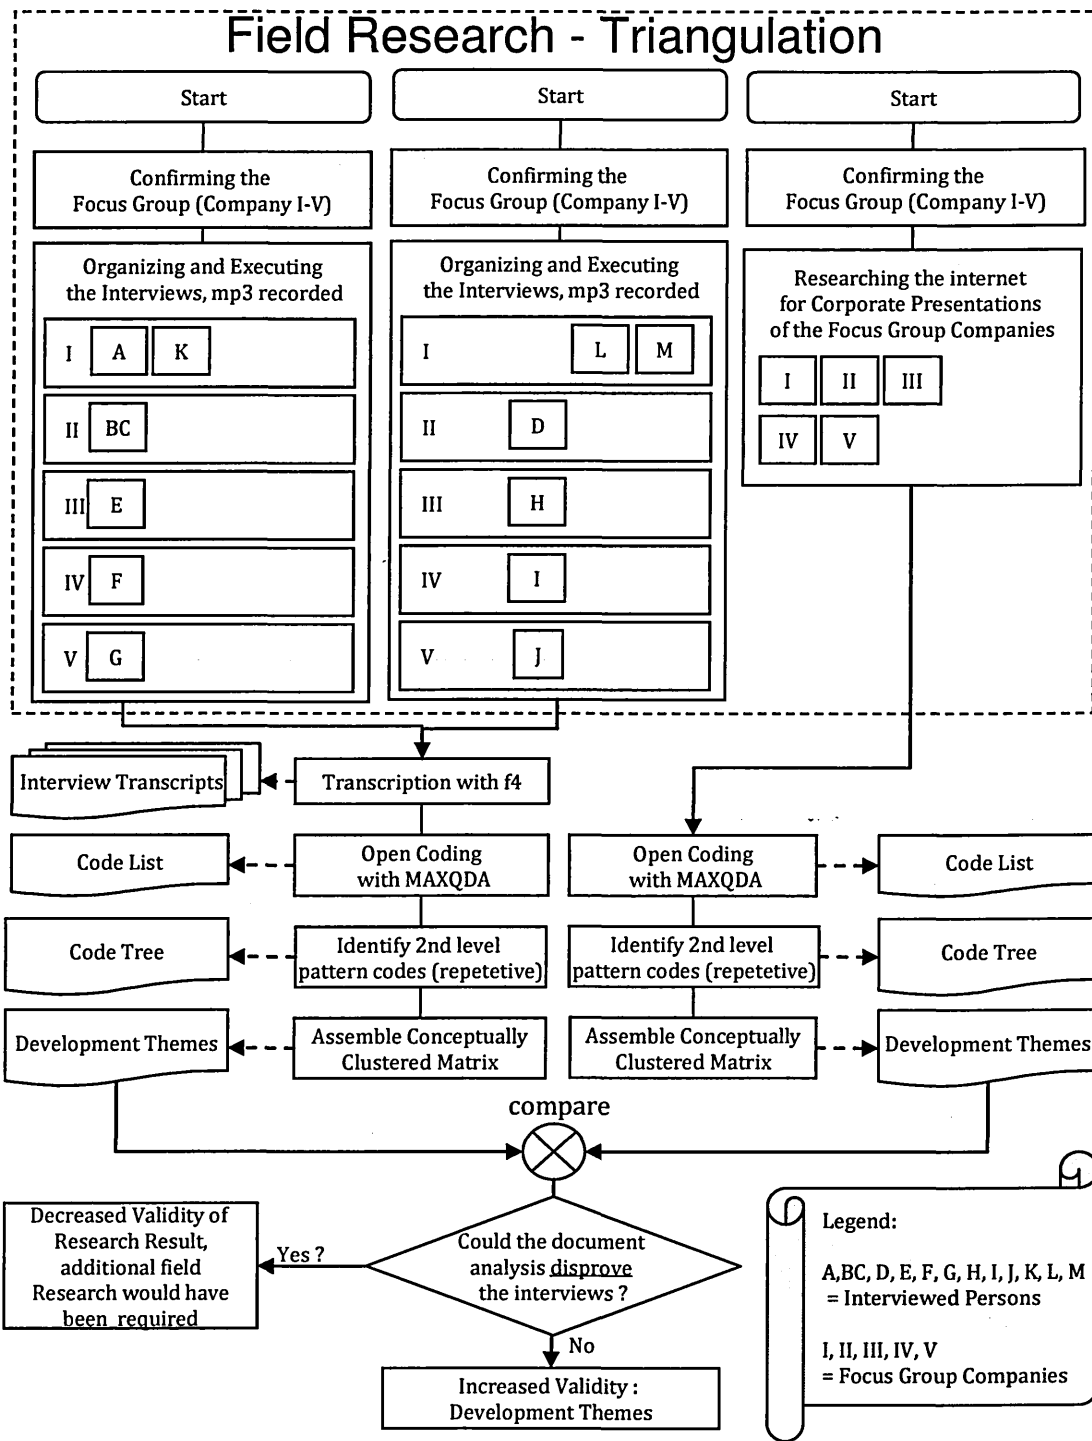 Field Research - Triangulation
Start
Confirming the
Focus Group (Company I-V)
Organizing and Executing
the Interviews, mp3 recorded
I A K
II BC
III E
IV F
V G
Start
Confirming the
Focus Group (Company I-V)
Organizing and Executing
the Interviews, mp3 recorded
I L M
II D
III H
IV I
V J
Start
Confirming the
Focus Group (Company I-V)
Researching the internet
for Corporate Presentations
of the Focus Group Companies
I II III
IV V
Interview Transcripts
Transcription with f4
Code List
Open Coding
with MAXQDA
Code Tree
Identify 2nd level
pattern codes (repetetive)
Development Themes
Assemble Conceptually
Clustered Matrix
Open Coding
with MAXQDA
Code List
Identify 2nd level
pattern codes (repetetive)
Code Tree
Assemble Conceptually
Clustered Matrix
Development Themes
compare
Could the document
analysis disprove
the interviews ?
Yes ?
Decreased Validity of
Research Result,
additional field
Research would have
been required
No
Increased Validity :
Development Themes
Legend:
A,BC, D, E, F, G, H, I, J, K, L, M
= Interviewed Persons
I, II, III, IV, V
= Focus Group Companies